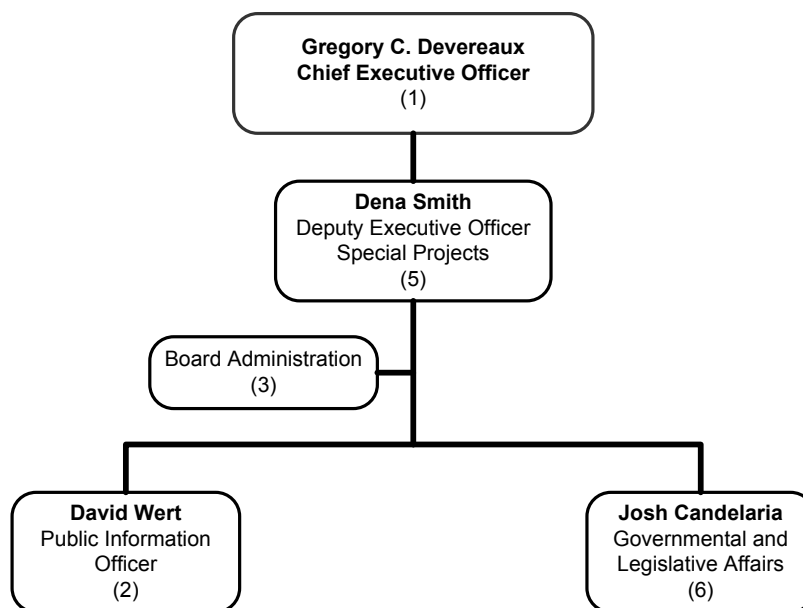 Gregory C. Devereaux
Chief Executive Officer
(1)
Dena Smith
Deputy Executive Officer
Special Projects
(5)
Board Administration
(3)
David Wert
Public Information
Officer
(2)
Josh Candelaria
Governmental and
Legislative Affairs
(6)